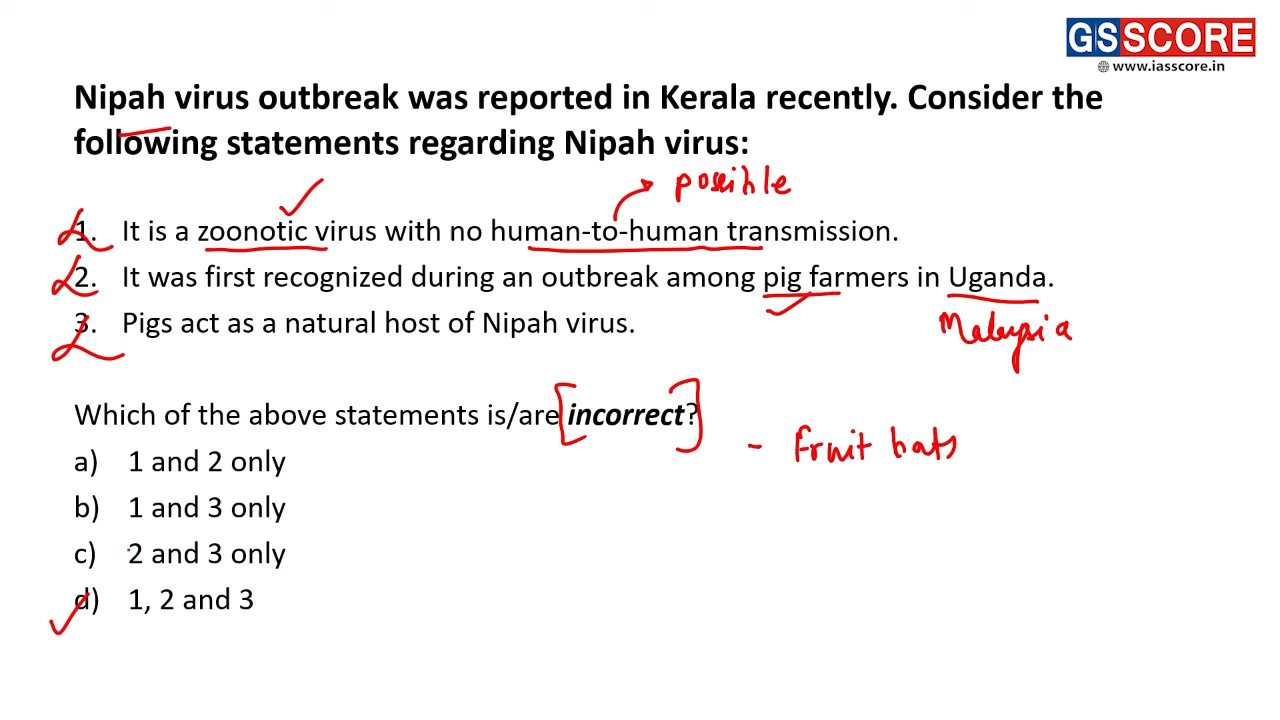 GSSCORE
www.iasscore.in
Nipah virus outbreak was reported in Kerala recently. Consider the
following statements regarding Nipah virus:
possible
1. It is a zoonotic virus with no human-to-human transmission.
2. It was first recognized during an outbreak among pig farmers in Uganda.
3. Pigs act as a natural host of Nipah virus.
Malaysia
Which of the above statements is/are incorrect?
- Fruit bats
a) 1 and 2 only
b) 1 and 3 only
c) 2 and 3 only
d) 1, 2 and 3